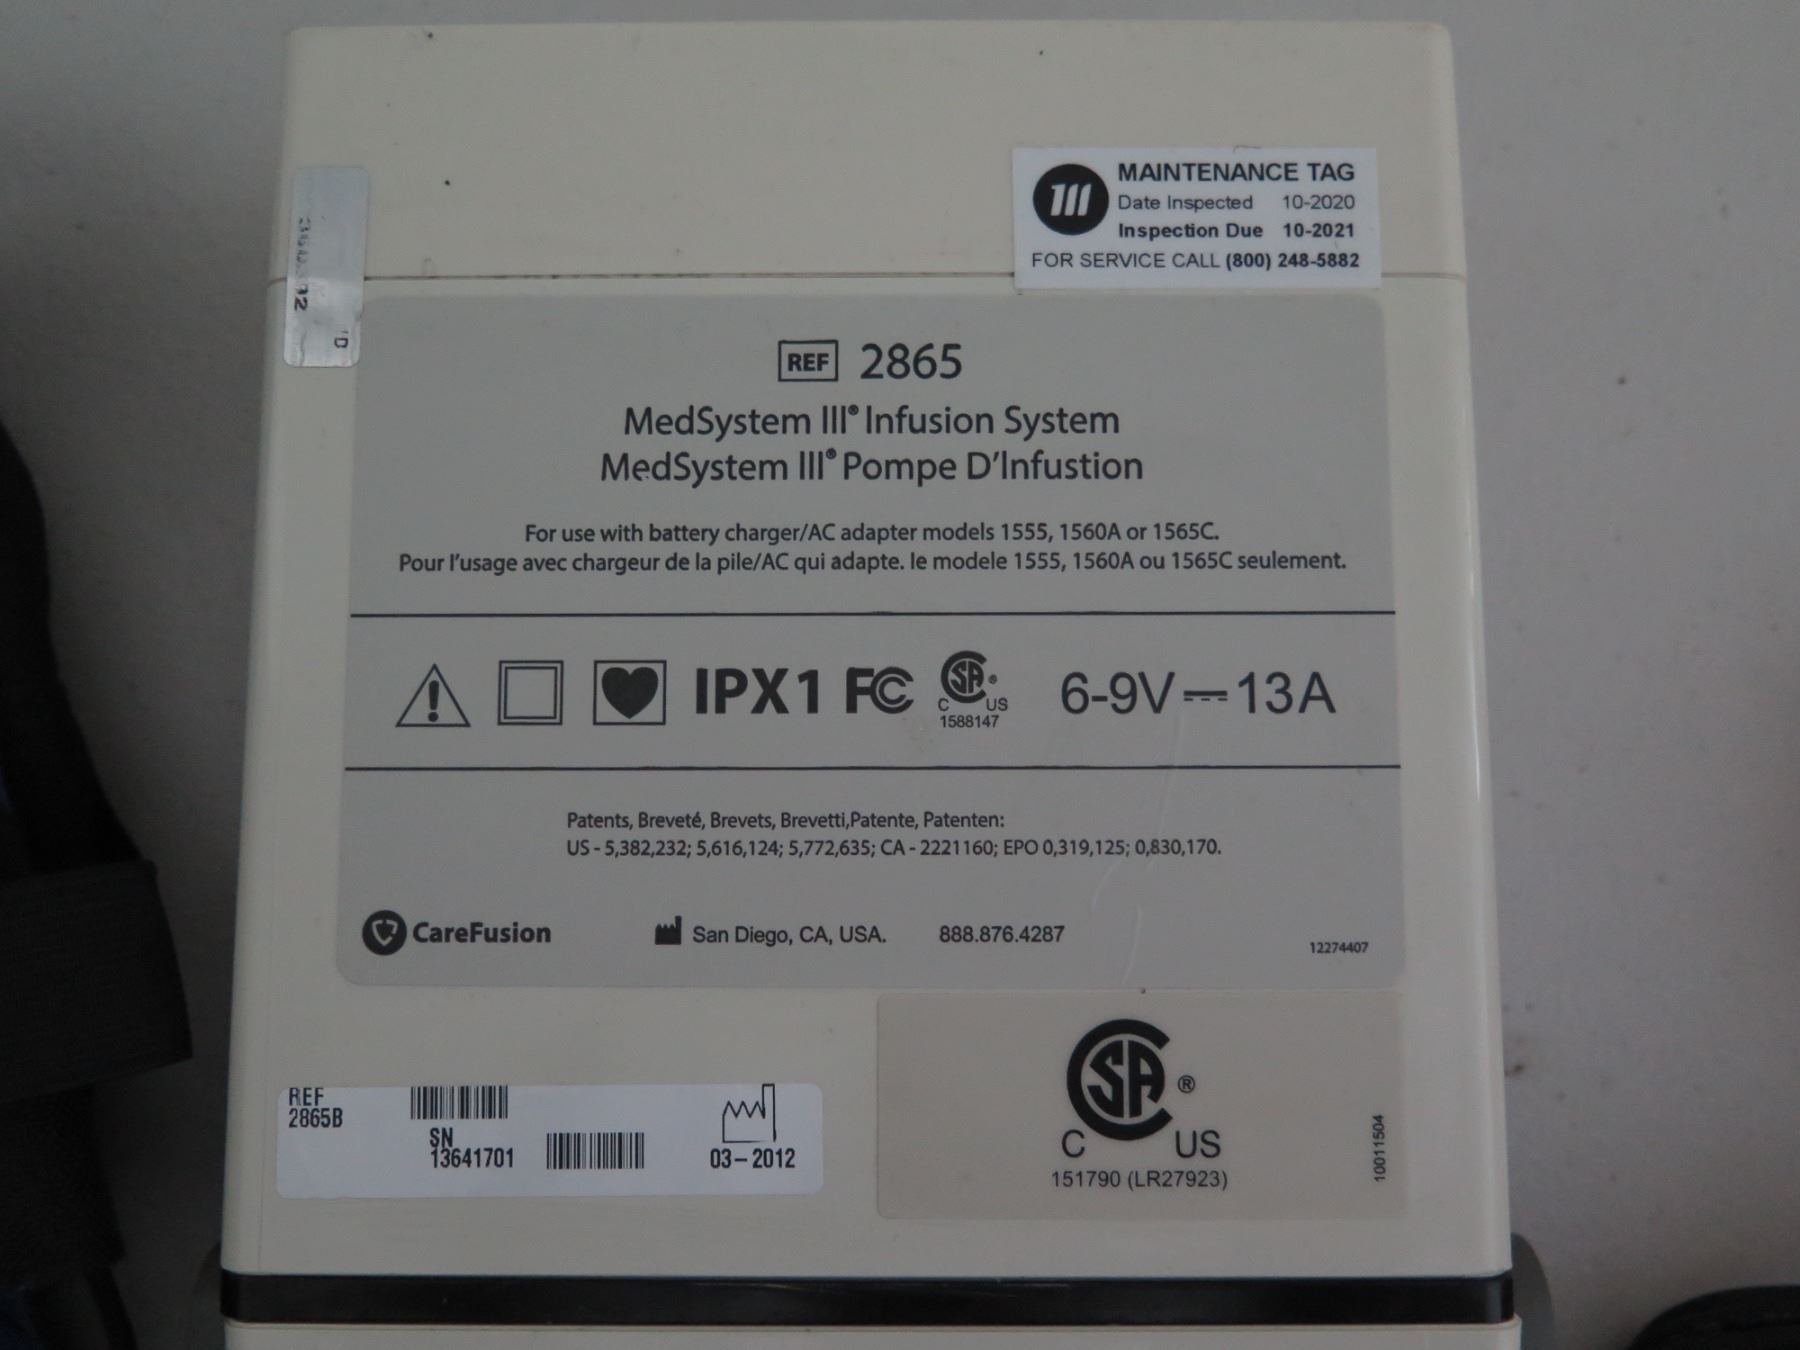 MAINTENANCE TAG
Date Inspected 10-2020
Inspection Due 10-2021
FOR SERVICE CALL (800) 248-5882
REF 2865
MedSystem III® Infusion System
MedSystem III® Pompe D'Infustion
For use with battery charger/AC adapter models 1555, 1560A or 1565C.
Pour l'usage avec chargeur de la pile/AC qui adapte. le modele 1555, 1560A ou 1565C seulement.
IPX1 FC CSA® C US 6-9V 13A
1588147
Patents, Breveté, Brevets, Brevetti,Patente, Patenten:
US - 5,382,232; 5,616,124; 5,772,635; CA - 2221160; EPO 0,319,125; 0,830,170.
CareFusion San Diego, CA, USA. 888.876.4287
12274407
REF
2865B
SN
13641701
03-2012
CSA ®
C US
151790 (LR27923)
10011504